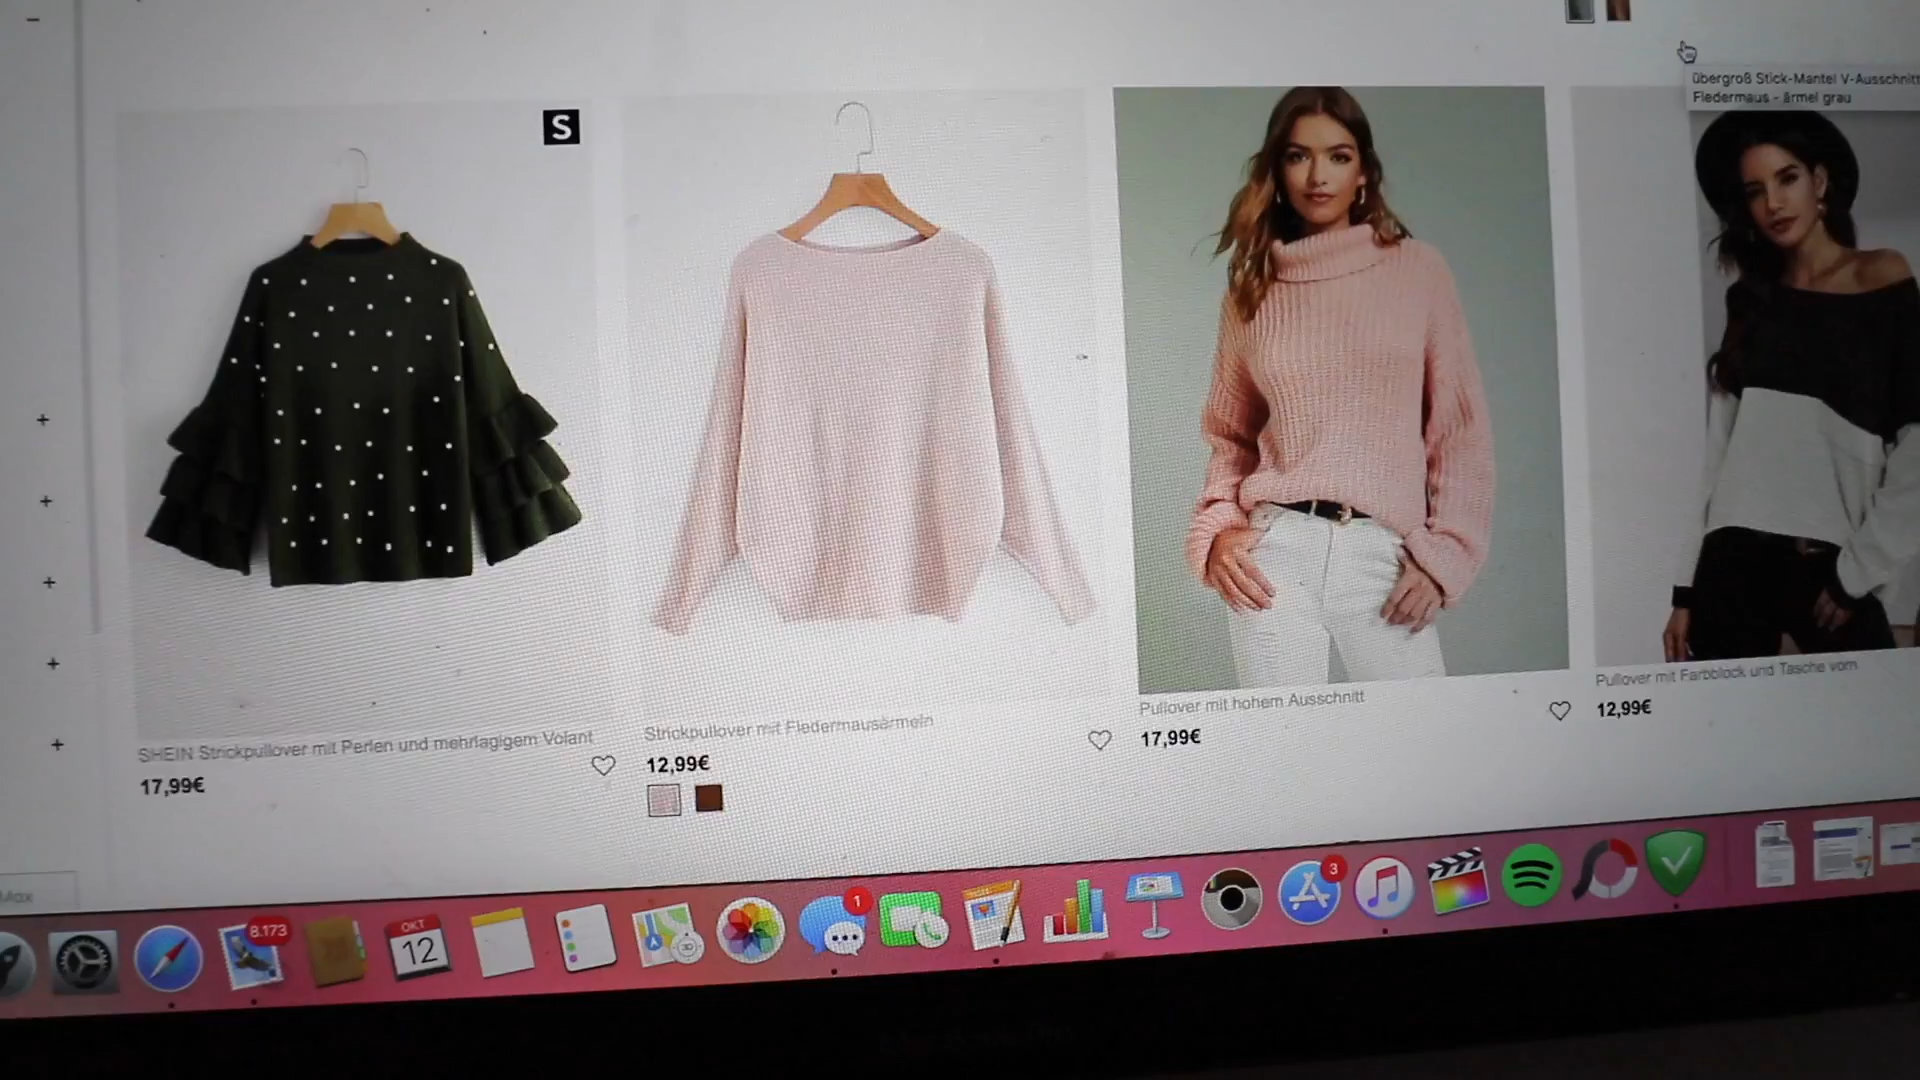 übergroß Stick-Mantel V-Ausschnitt
Fledermaus - ärmel grau
S
SHEIN Strickpullover mit Perlen und mehrlagigem Volant
17,99€
Strickpullover mit Fledermausärmeln
12,99€
Pullover mit hohem Ausschnitt
17,99€
Pullover mit Farbblock und Tasche vorn
12,99€
Max
8.173
OKT
12
1
3D
3